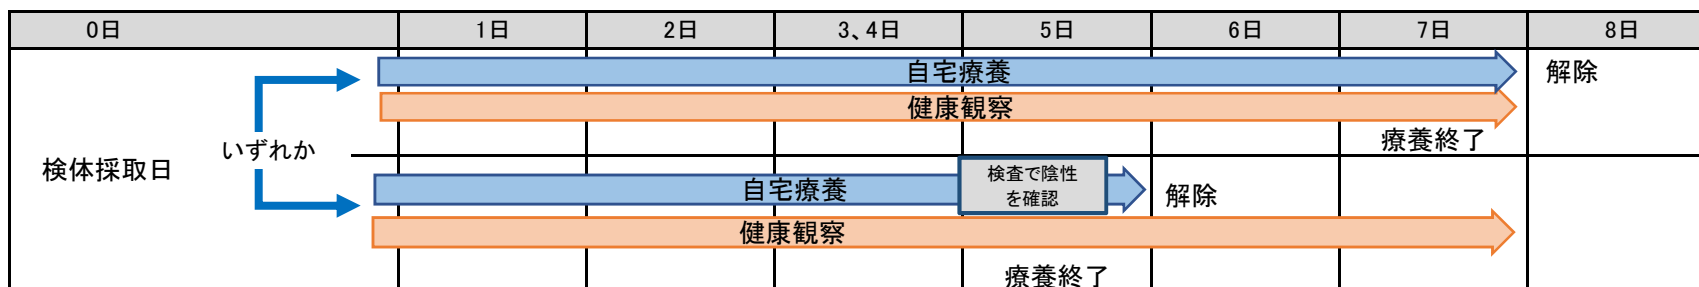 0日 1日 2日 3、4日 5日 6日 7日 8日
自宅療養 解除
健康観察
療養終了
いずれか
検体採取日
検査で陰性
を確認
自宅療養 解除
健康観察
療養終了